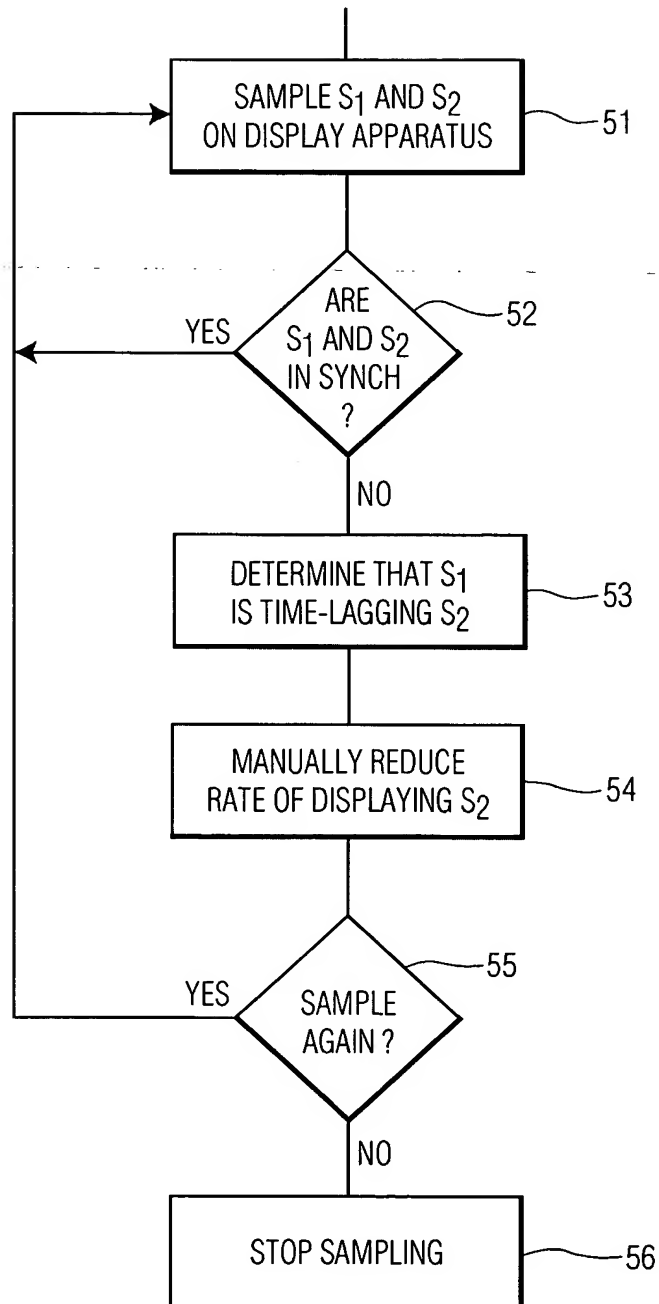 SAMPLE S1 AND S2
ON DISPLAY APPARATUS
51
ARE
S1 AND S2
IN SYNCH
?
52
YES
NO
DETERMINE THAT S1
IS TIME-LAGGING S2
53
MANUALLY REDUCE
RATE OF DISPLAYING S2
54
SAMPLE
AGAIN ?
55
YES
NO
STOP SAMPLING
56